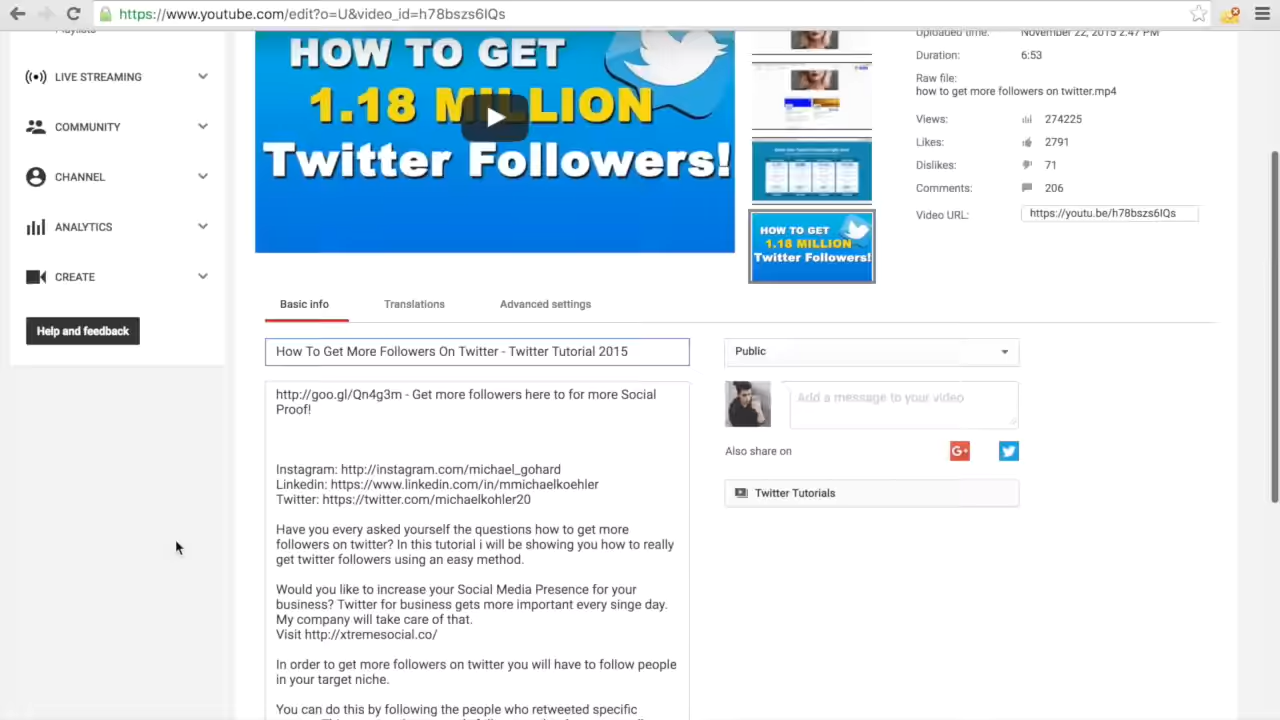 https://www.youtube.com/edit?o=U&video_id=h78bszs6IQs
Playlists
LIVE STREAMING
COMMUNITY
CHANNEL
ANALYTICS
CREATE
Help and feedback
HOW TO GET
1.18 MILLION
Twitter Followers!
HOW TO GET
1.18 MILLION
Twitter Followers!
Uploaded time: November 22, 2015 2:47 PM
Duration: 6:53
Raw file:
how to get more followers on twitter.mp4
Views: 274225
Likes: 2791
Dislikes: 71
Comments: 206
Video URL: https://youtu.be/h78bszs6IQs
Basic info Translations Advanced settings
How To Get More Followers On Twitter - Twitter Tutorial 2015
http://goo.gl/Qn4g3m - Get more followers here to for more Social
Proof!
Instagram: http://instagram.com/michael_gohard
Linkedin: https://www.linkedin.com/in/mmichaelkoehler
Twitter: https://twitter.com/michaelkohler20
Have you every asked yourself the questions how to get more
followers on twitter? In this tutorial i will be showing you how to really
get twitter followers using an easy method.
Would you like to increase your Social Media Presence for your
business? Twitter for business gets more important every singe day.
My company will take care of that.
Visit http://xtremesocial.co/
In order to get more followers on twitter you will have to follow people
in your target niche.
You can do this by following the people who retweeted specific
Public
Add a message to your video
Also share on
G+
Twitter Tutorials